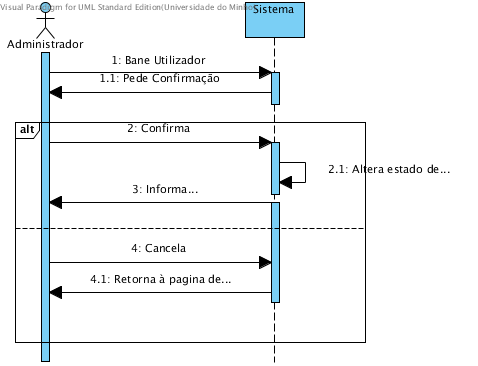 Visual Paradigm for UML Standard Edition(Universidade do Minho
Sistema
Administrador
1: Bane Utilizador
1.1: Pede Confirmação
alt
2: Confirma
2.1: Altera estado de...
3: Informa...
4: Cancela
4.1: Retorna à pagina de...